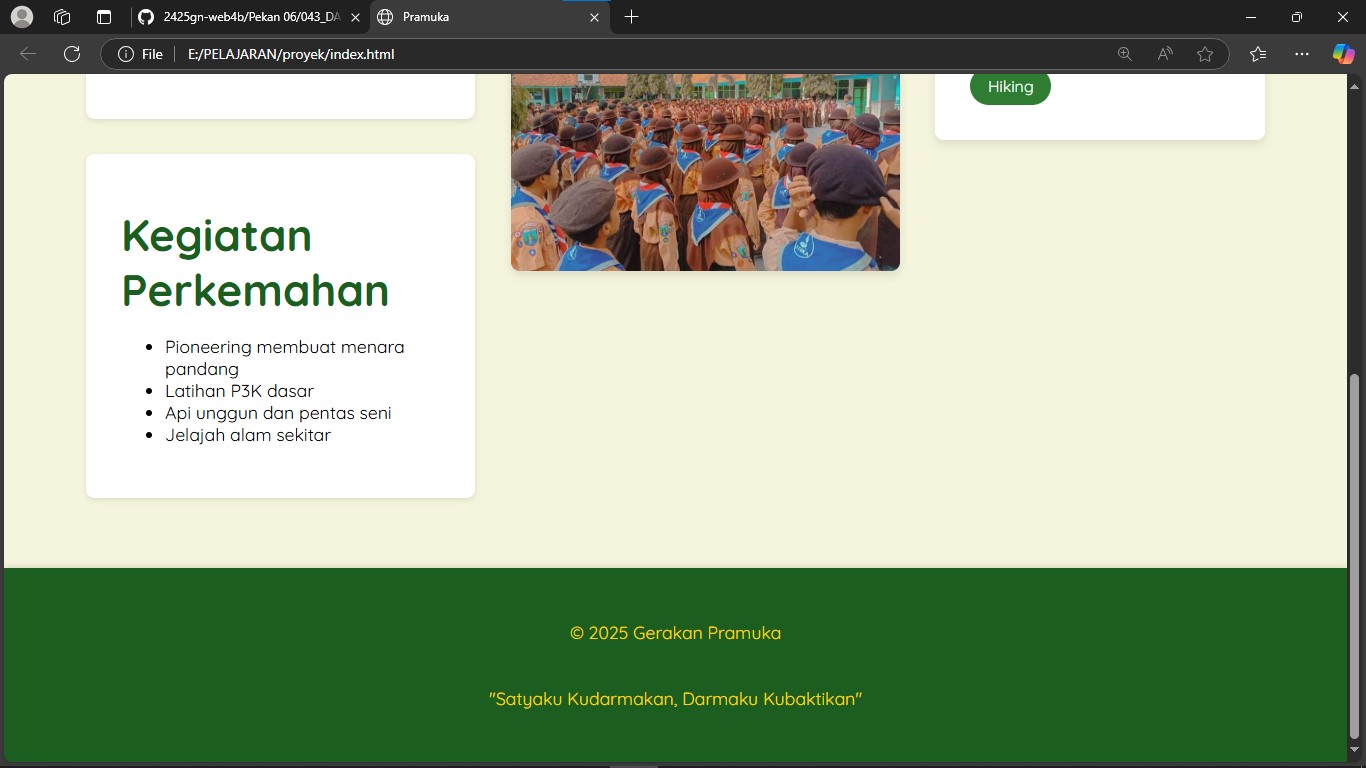 2425gn-web4b/Pekan 06/043_DA
Pramuka
File
E:/PELAJARAN/proyek/index.html
Hiking
Kegiatan
Perkemahan
Pioneering membuat menara
pandang
Latihan P3K dasar
Api unggun dan pentas seni
Jelajah alam sekitar
© 2025 Gerakan Pramuka
"Satyaku Kudarmakan, Darmaku Kubaktikan"